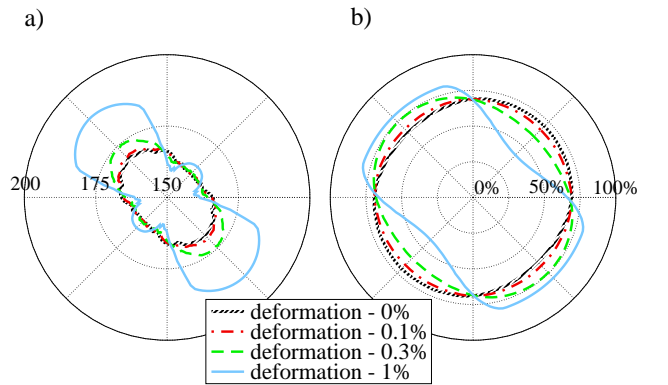 a)
b)
200 175 150
0% 50% 100%
deformation - 0%
deformation - 0.1%
deformation - 0.3%
deformation - 1%